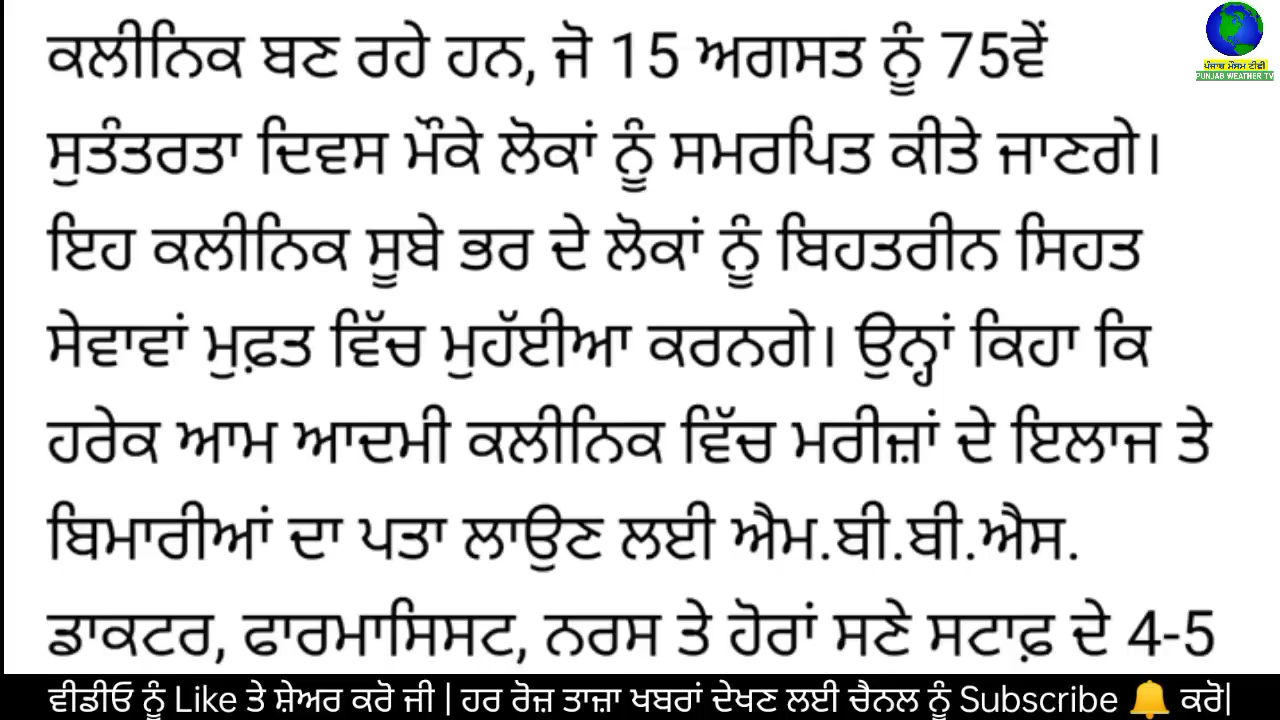 ਕਲੀਨਿਕ ਬਣ ਰਹੇ ਹਨ, ਜੋ 15 ਅਗਸਤ ਨੂੰ 75ਵੇਂ
ਪੰਜਾਬ ਮੌਸਮ ਟੀਵੀ
PUNJAB WEATHER TV
ਸੁਤੰਤਰਤਾ ਦਿਵਸ ਮੌਕੇ ਲੋਕਾਂ ਨੂੰ ਸਮਰਪਿਤ ਕੀਤੇ ਜਾਣਗੇ।
ਇਹ ਕਲੀਨਿਕ ਸੂਬੇ ਭਰ ਦੇ ਲੋਕਾਂ ਨੂੰ ਬਿਹਤਰੀਨ ਸਿਹਤ
ਸੇਵਾਵਾਂ ਮੁਫ਼ਤ ਵਿੱਚ ਮੁਹੱਈਆ ਕਰਨਗੇ। ਉਨ੍ਹਾਂ ਕਿਹਾ ਕਿ
ਹਰੇਕ ਆਮ ਆਦਮੀ ਕਲੀਨਿਕ ਵਿੱਚ ਮਰੀਜ਼ਾਂ ਦੇ ਇਲਾਜ ਤੇ
ਬਿਮਾਰੀਆਂ ਦਾ ਪਤਾ ਲਾਉਣ ਲਈ ਐਮ.ਬੀ.ਬੀ.ਐਸ.
ਡਾਕਟਰ, ਫਾਰਮਾਸਿਸਟ, ਨਰਸ ਤੇ ਹੋਰਾਂ ਸਣੇ ਸਟਾਫ਼ ਦੇ 4-5
ਵੀਡੀਓ ਨੂੰ Like ਤੇ ਸ਼ੇਅਰ ਕਰੋ ਜੀ | ਹਰ ਰੋਜ਼ ਤਾਜ਼ਾ ਖਬਰਾਂ ਦੇਖਣ ਲਈ ਚੈਨਲ ਨੂੰ Subscribe 🔔 ਕਰੋ|